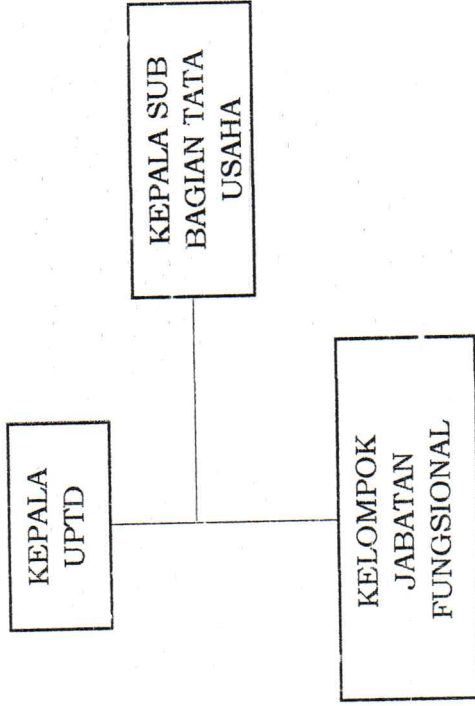 KEPALA
UPTD
KEPALA SUB
BAGIAN TATA
USAHA
KELOMPOK
JABATAN
FUNGSIONAL